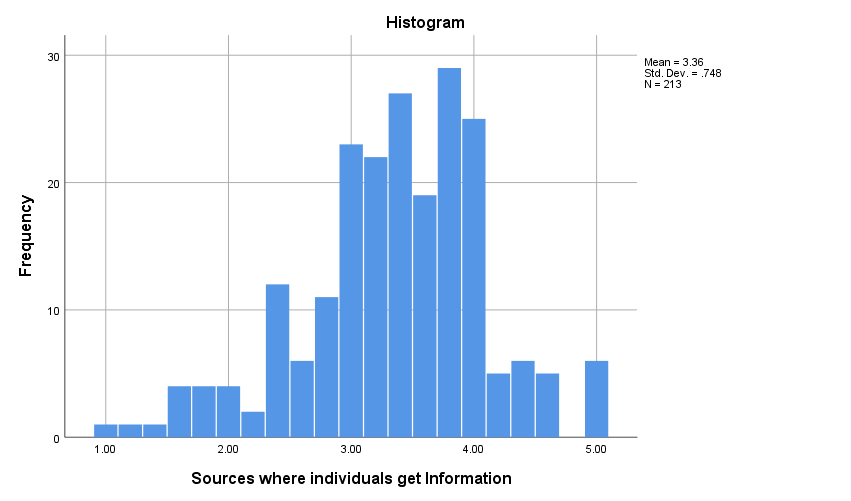 Histogram
Mean = 3.36
Std. Dev. = .748
N = 213
Frequency
30
20
10
0
1.00 2.00 3.00 4.00 5.00
Sources where individuals get Information